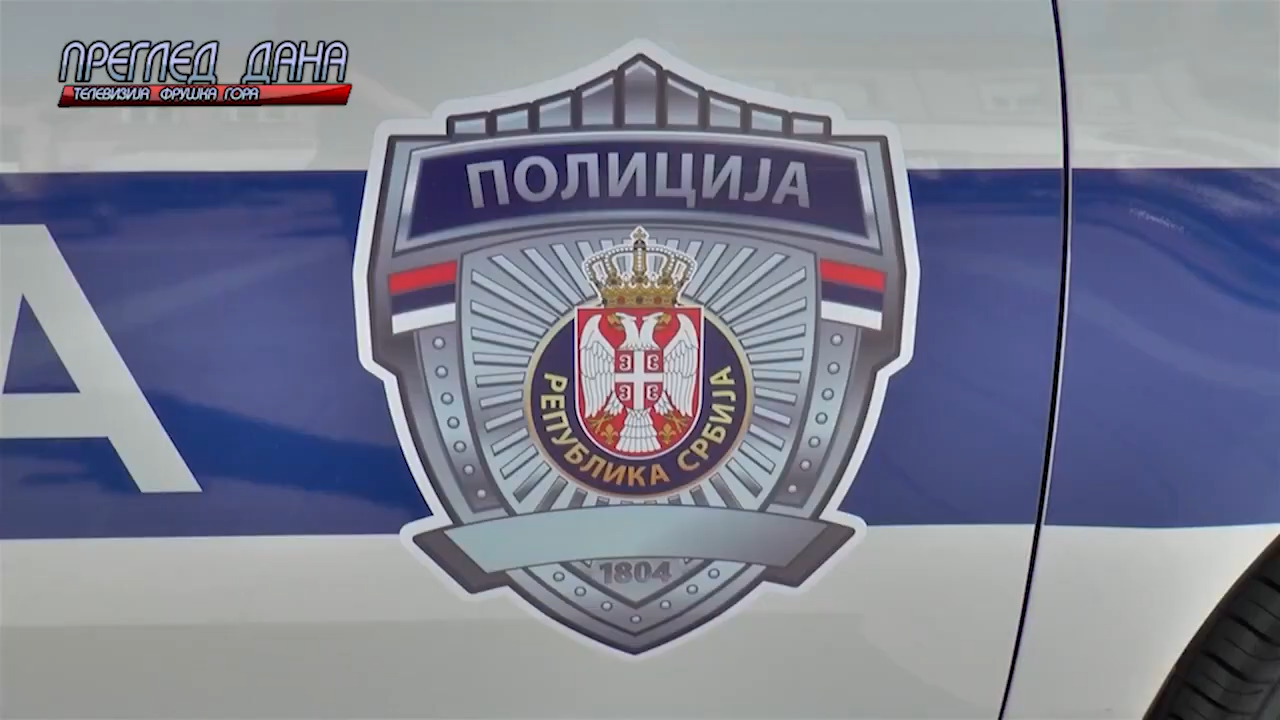 ПРЕГЛЕД ДАНА
ТЕЛЕВИЗИЈА ФРУШКА ГОРА
ПОЛИЦИЈА
РЕПУБЛИКА СРБИЈА
1804
А